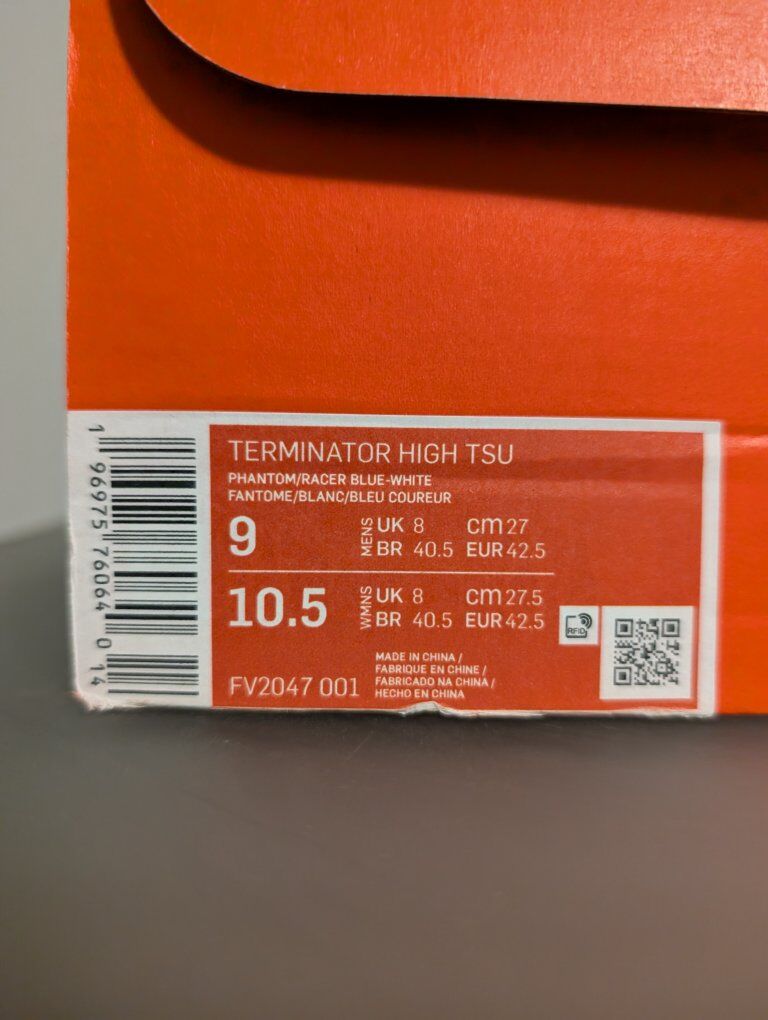 1 96975 76064 0 14
TERMINATOR HIGH TSU
PHANTOM/RACER BLUE-WHITE
FANTOME/BLANC/BLEU COUREUR
9 MENS UK 8 cm 27
BR 40.5 EUR 42.5
10.5 WMNS UK 8 cm 27.5
BR 40.5 EUR 42.5
RFID
FV2047 001
MADE IN CHINA /
FABRIQUE EN CHINE /
FABRICADO NA CHINA /
HECHO EN CHINA